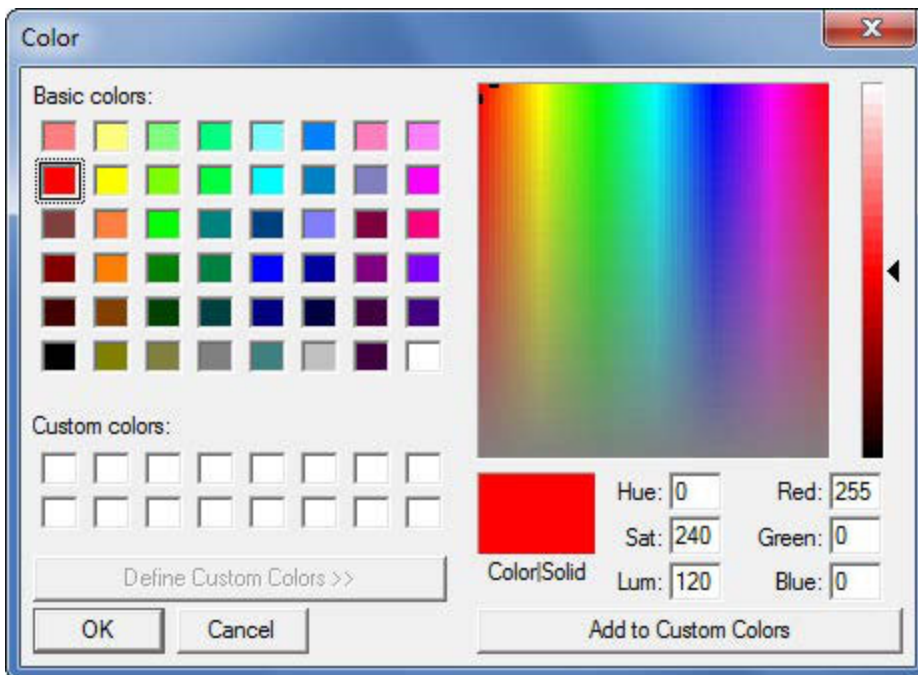 Color
Basic colors:
Custom colors:
Define Custom Colors >>
OK
Cancel
Color|Solid
Hue: 0
Sat: 240
Lum: 120
Red: 255
Green: 0
Blue: 0
Add to Custom Colors